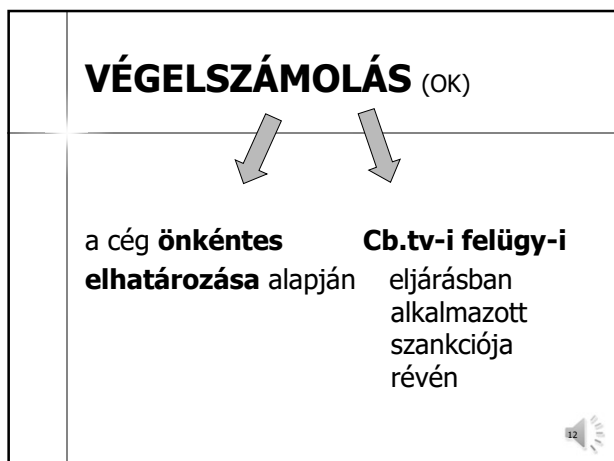 VÉGELSZÁMOLÁS (OK)
a cég önkéntes
elhatározása alapján
Cb.tv-i felügy-i
eljárásban
alkalmazott
szankciója
révén
12